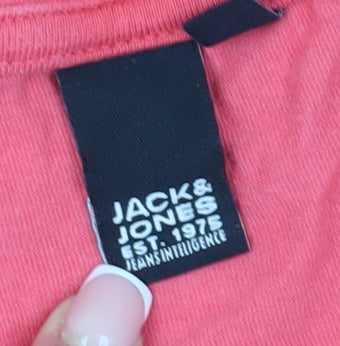 JACK&
JONES
EST. 1975
JEANS INTELLIGENCE